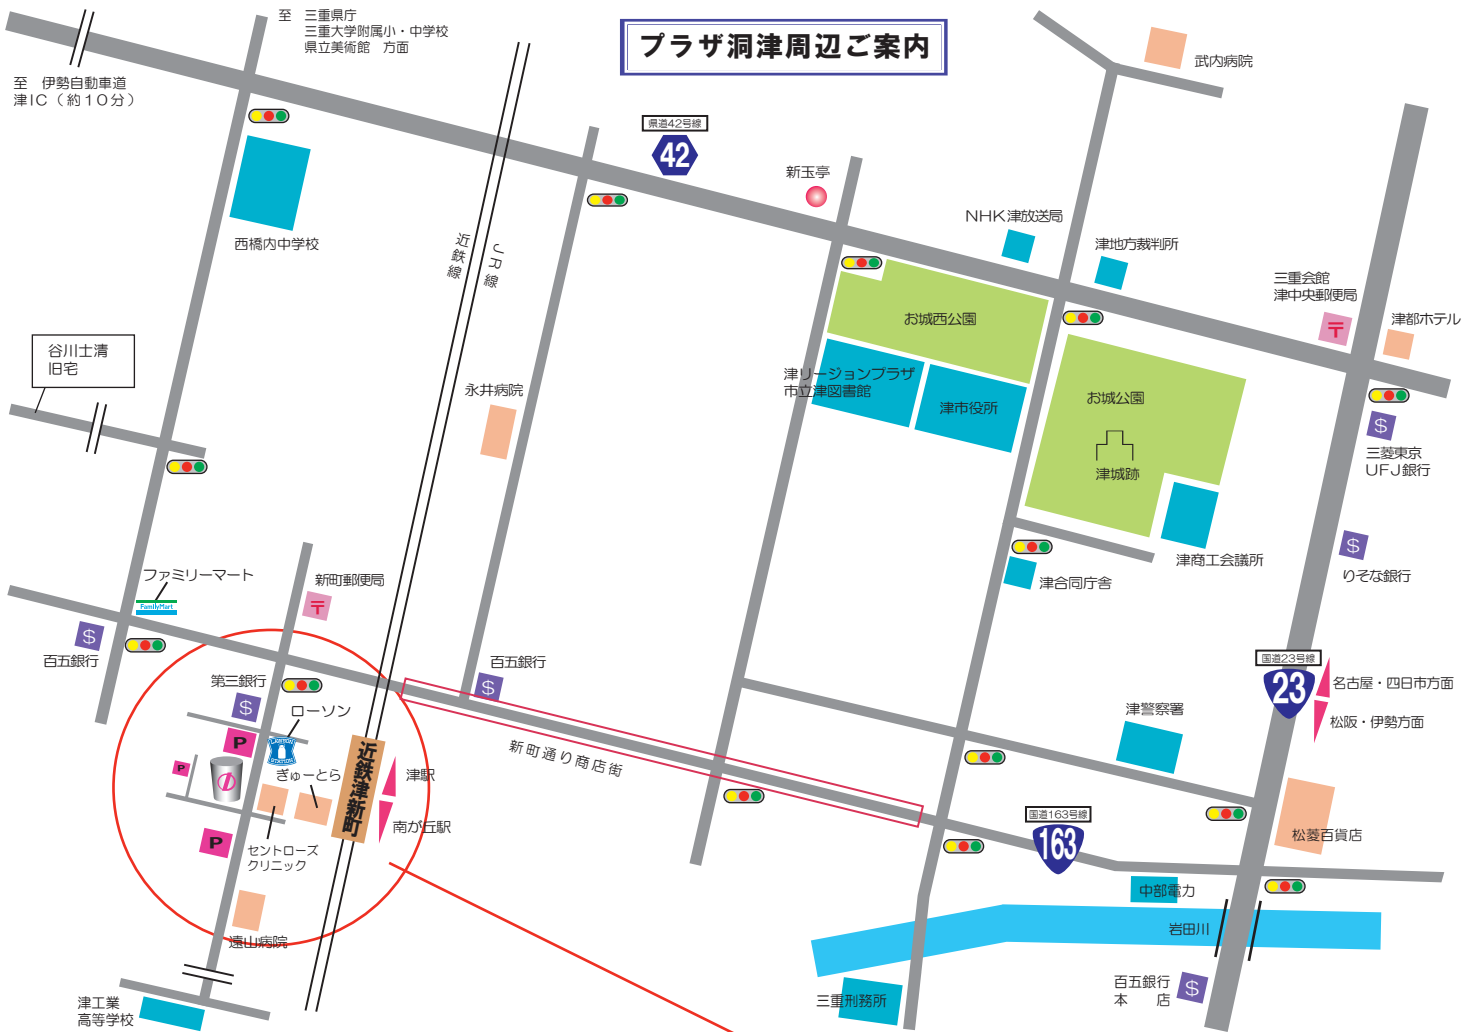 プラザ洞津周辺ご案内
至　三重県庁
三重大学附属小・中学校
県立美術館　方面
至　伊勢自動車道
津IC（約10分）
武内病院
県道42号線
42
新玉亭
NHK津放送局
津地方裁判所
西橋内中学校
近鉄線
JR線
三重会館
津中央郵便局
津都ホテル
お城西公園
谷川士清
旧宅
永井病院
津リージョンプラザ
市立津図書館
津市役所
お城公園
津城跡
$
三菱東京
UFJ銀行
津商工会議所
$
りそな銀行
津合同庁舎
ファミリーマート
FamilyMart
新町郵便局
〒
〒
$
百五銀行
百五銀行
$
第三銀行
$
ローソン
LAWSON
STATION
P
P
P
ぎゅーとら
近鉄津新町
津駅
南が丘駅
セントローズ
クリニック
遠山病院
新町通り商店街
国道23号線
23
名古屋・四日市方面
松阪・伊勢方面
津警察署
国道163号線
163
松菱百貨店
中部電力
岩田川
百五銀行
本　店
$
三重刑務所
津工業
高等学校